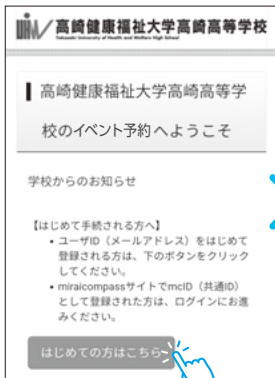 高崎健康福祉大学高崎高等学校
Takasaki University of Health and Welfare High School
高崎健康福祉大学高崎高等学
校のイベント予約へようこそ
学校からのお知らせ
【はじめて手続される方へ】
• ユーザID（メールアドレス）をはじめて
登録される方は、下のボタンをクリック
してください。
• miraicompassサイトでmcID（共通ID）
として登録された方は、ログインにお進
みください。
はじめての方はこちら